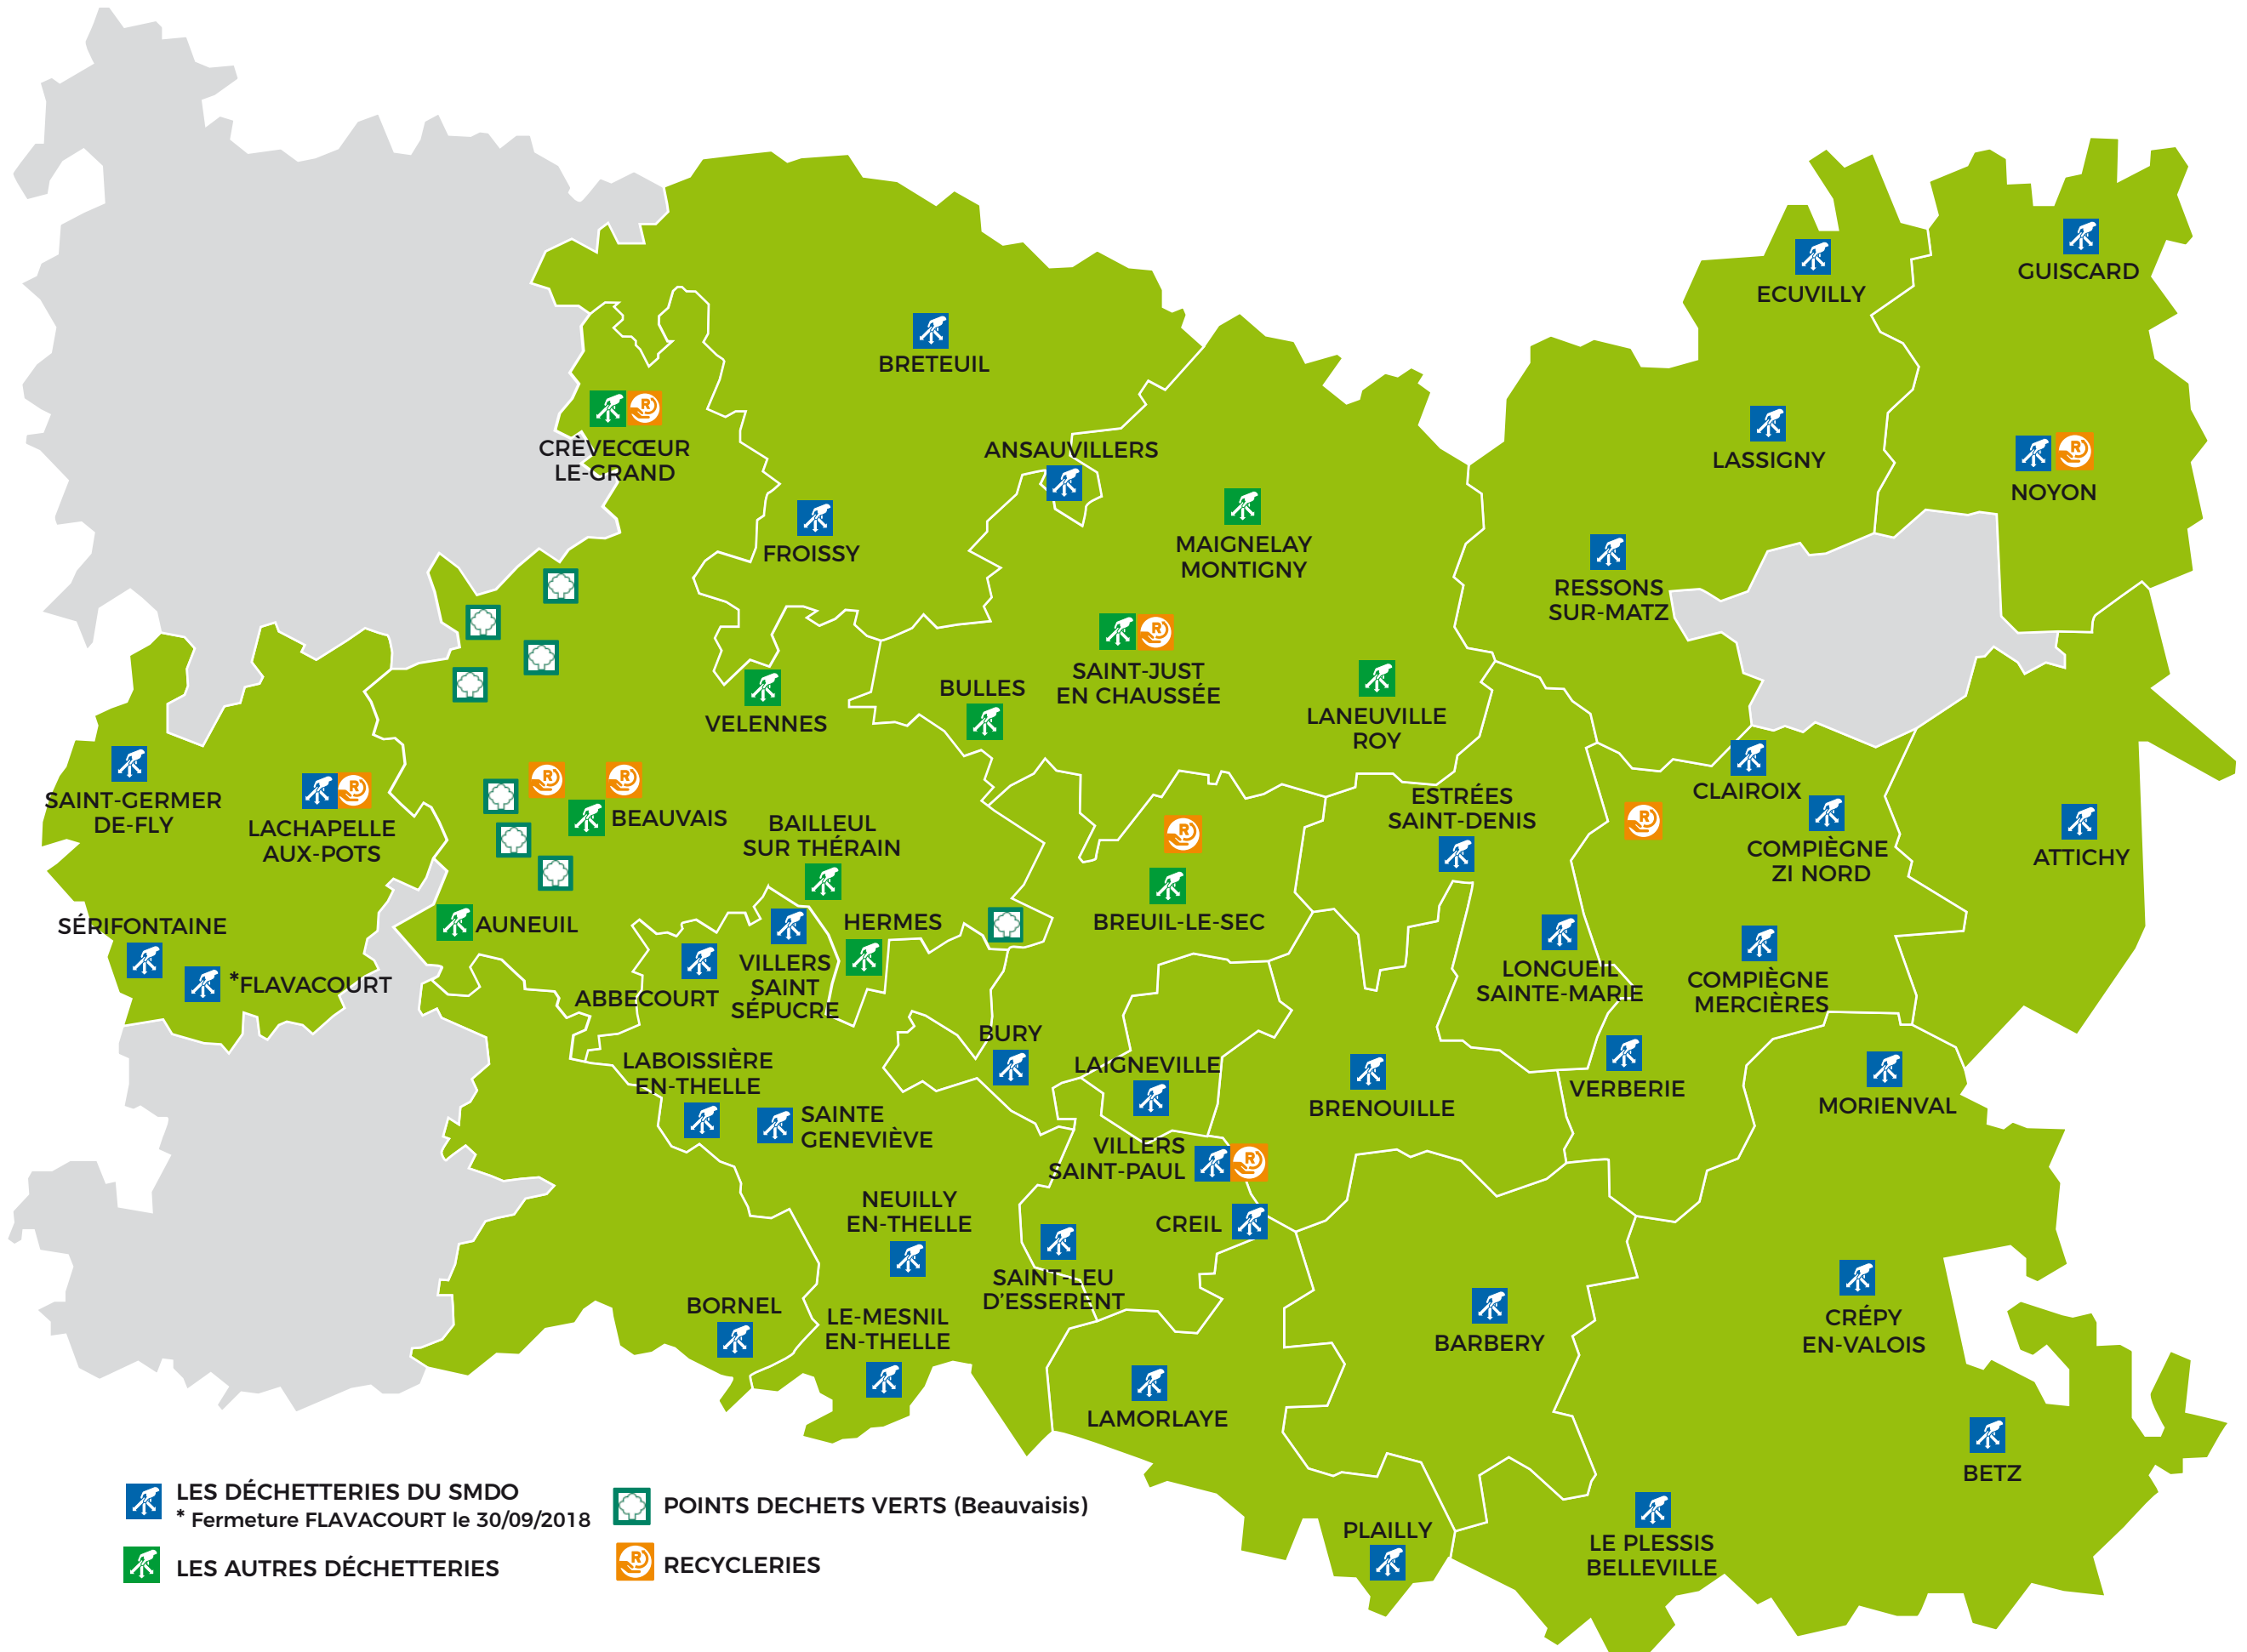 GUISCARD
ECUVILLY
BRETEUIL
CRÈVECŒUR
LE-GRAND
ANSAUVILLERS
LASSIGNY
NOYON
FROISSY
MAIGNELAY
MONTIGNY
RESSONS
SUR-MATZ
SAINT-JUST
EN CHAUSSÉE
BULLES
VELENNES
LANEUVILLE
ROY
SAINT-GERMER
DE-FLY
LACHAPELLE
AUX-POTS
BEAUVAIS
BAILLEUL
SUR THÉRAIN
ESTRÉES
SAINT-DENIS
CLAIROIX
COMPIÈGNE
ZI NORD
ATTICHY
SÉRIFONTAINE
*FLAVACOURT
AUNEUIL
HERMES
BREUIL-LE-SEC
ABBECOURT
VILLERS
SAINT
SÉPUCRE
LONGUEIL
SAINTE-MARIE
COMPIÈGNE
MERCIÈRES
BURY
LABOISSIÈRE
EN-THELLE
LAIGNEVILLE
BRENOUILLE
VERBERIE
MORIENVAL
SAINTE
GENEVIÈVE
VILLERS
SAINT-PAUL
NEUILLY
EN-THELLE
CREIL
SAINT-LEU
D'ESSERENT
BORNEL
LE-MESNIL
EN-THELLE
BARBERY
CRÉPY
EN-VALOIS
LAMORLAYE
BETZ
PLAILLY
LE PLESSIS
BELLEVILLE
LES DÉCHETTERIES DU SMDO
* Fermeture FLAVACOURT le 30/09/2018
LES AUTRES DÉCHETTERIES
POINTS DECHETS VERTS (Beauvaisis)
RECYCLERIES